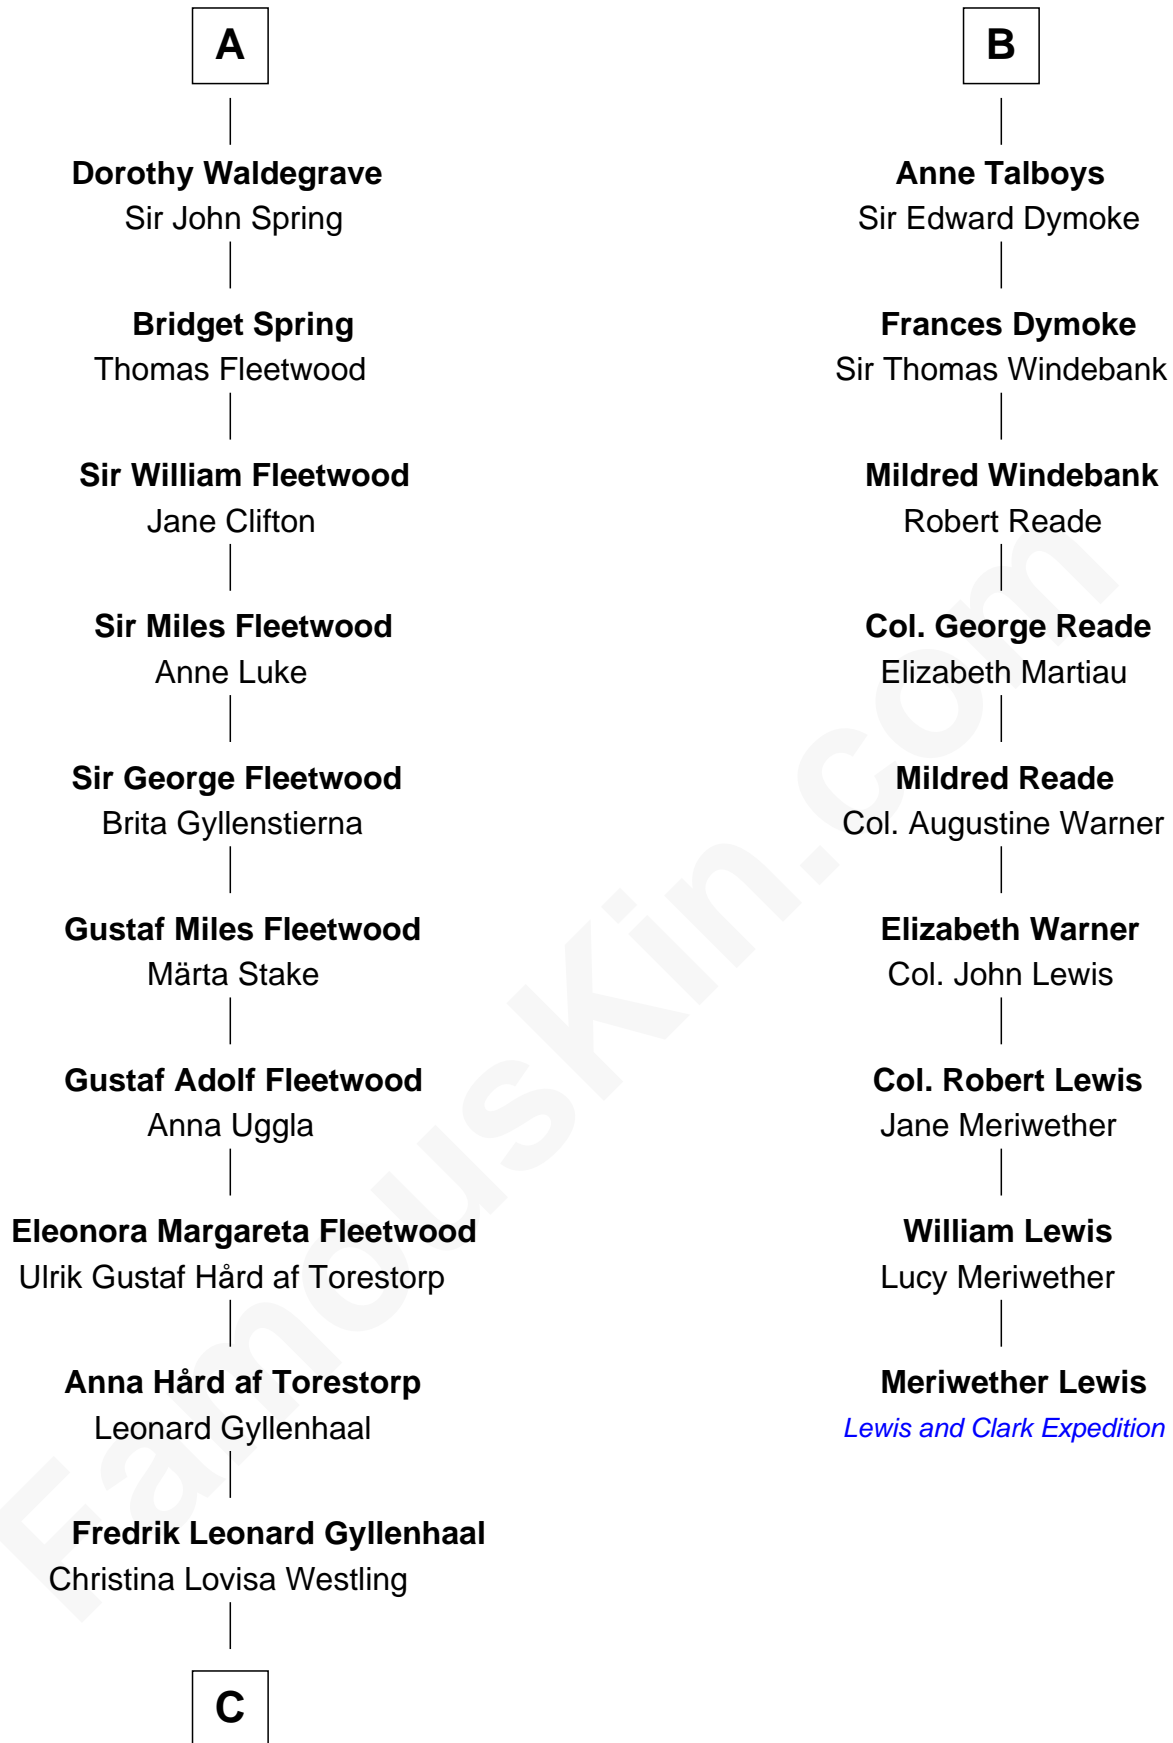 A
Dorothy Waldegrave
Sir John Spring
Bridget Spring
Thomas Fleetwood
Sir William Fleetwood
Jane Clifton
Sir Miles Fleetwood
Anne Luke
Sir George Fleetwood
Brita Gyllenstierna
Gustaf Miles Fleetwood
Märta Stake
Gustaf Adolf Fleetwood
Anna Uggla
Eleonora Margareta Fleetwood
Ulrik Gustaf Hård af Torestorp
Anna Hård af Torestorp
Leonard Gyllenhaal
Fredrik Leonard Gyllenhaal
Christina Lovisa Westling
C
B
Anne Talboys
Sir Edward Dymoke
Frances Dymoke
Sir Thomas Windebank
Mildred Windebank
Robert Reade
Col. George Reade
Elizabeth Martiau
Mildred Reade
Col. Augustine Warner
Elizabeth Warner
Col. John Lewis
Col. Robert Lewis
Jane Meriwether
William Lewis
Lucy Meriwether
Meriwether Lewis
Lewis and Clark Expedition
FamousKin.com